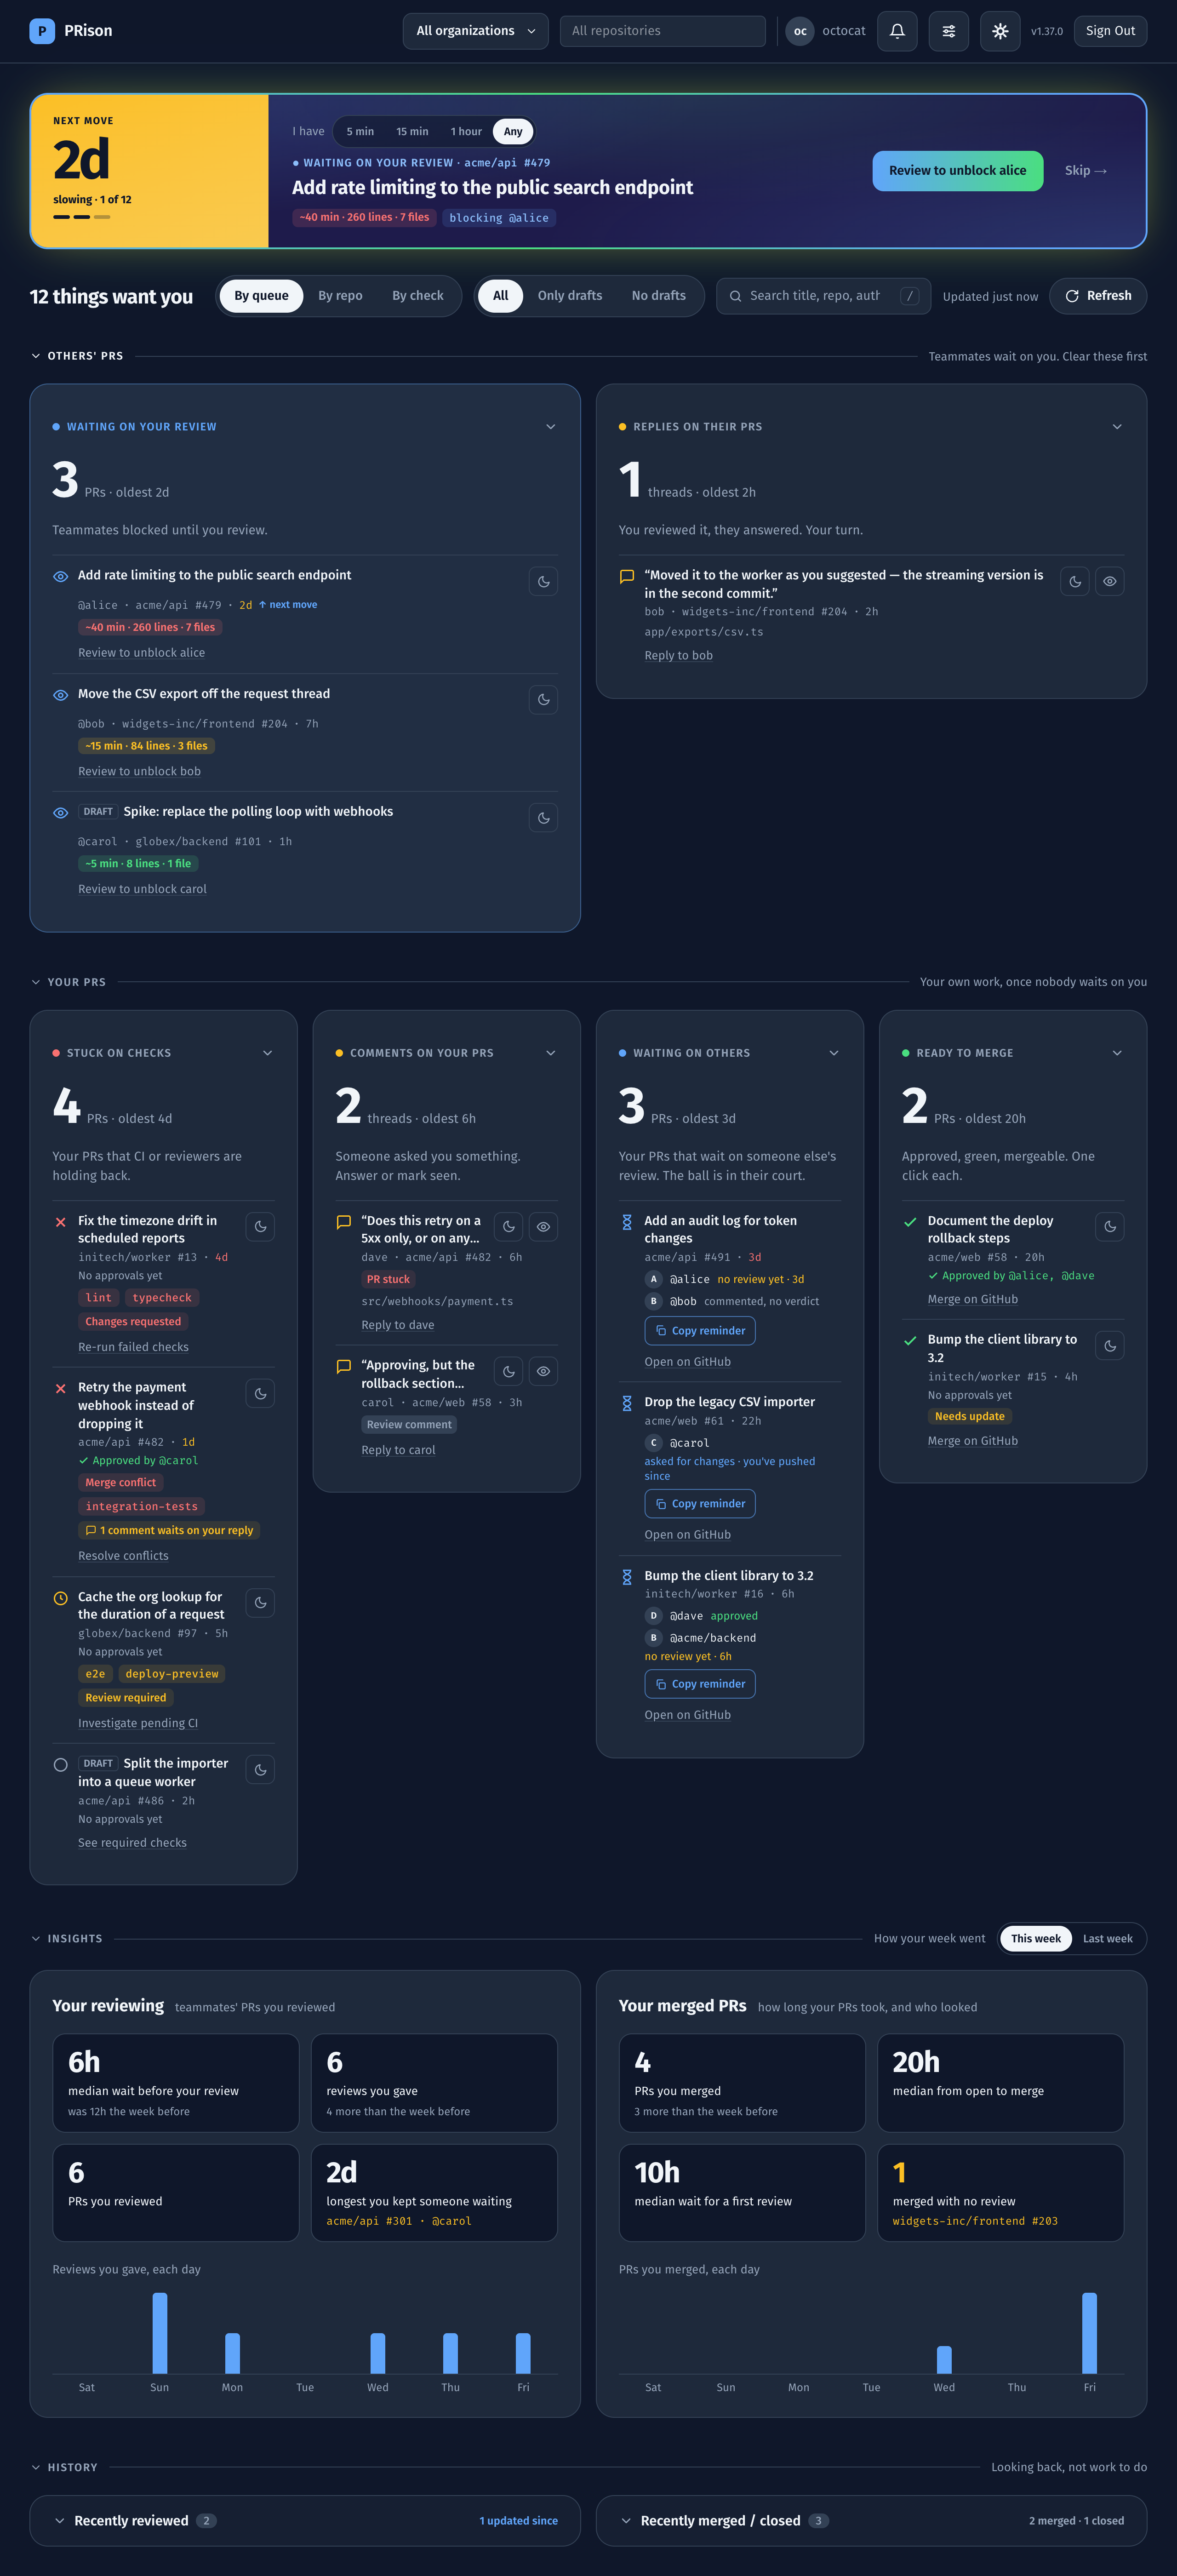 P PRison
All organizations
All repositories
oc octocat
v1.37.0
Sign Out
NEXT MOVE
2d
slowing · 1 of 12
I have 5 min 15 min 1 hour Any
WAITING ON YOUR REVIEW · acme/api #479
Add rate limiting to the public search endpoint
~40 min · 260 lines · 7 files blocking @alice
Review to unblock alice
Skip →
12 things want you
By queue By repo By check
All Only drafts No drafts
Search title, repo, auth /
Updated just now
Refresh
OTHERS' PRS
Teammates wait on you. Clear these first
WAITING ON YOUR REVIEW
3 PRs · oldest 2d
Teammates blocked until you review.
Add rate limiting to the public search endpoint
@alice · acme/api #479 · 2d ↑ next move
~40 min · 260 lines · 7 files
Review to unblock alice
Move the CSV export off the request thread
@bob · widgets-inc/frontend #204 · 7h
~15 min · 84 lines · 3 files
Review to unblock bob
DRAFT Spike: replace the polling loop with webhooks
@carol · globex/backend #101 · 1h
~5 min · 8 lines · 1 file
Review to unblock carol
REPLIES ON THEIR PRS
1 threads · oldest 2h
You reviewed it, they answered. Your turn.
“Moved it to the worker as you suggested — the streaming version is
in the second commit.”
bob · widgets-inc/frontend #204 · 2h
app/exports/csv.ts
Reply to bob
YOUR PRS
Your own work, once nobody waits on you
STUCK ON CHECKS
4 PRs · oldest 4d
Your PRs that CI or reviewers are
holding back.
Fix the timezone drift in
scheduled reports
initech/worker #13 · 4d
No approvals yet
lint typecheck
Changes requested
Re-run failed checks
Retry the payment
webhook instead of
dropping it
acme/api #482 · 1d
Approved by @carol
Merge conflict
integration-tests
1 comment waits on your reply
Resolve conflicts
Cache the org lookup for
the duration of a request
globex/backend #97 · 5h
No approvals yet
e2e deploy-preview
Review required
Investigate pending CI
DRAFT Split the importer
into a queue worker
acme/api #486 · 2h
No approvals yet
See required checks
COMMENTS ON YOUR PRS
2 threads · oldest 6h
Someone asked you something.
Answer or mark seen.
“Does this retry on a
5xx only, or on any...
dave · acme/api #482 · 6h
PR stuck
src/webhooks/payment.ts
Reply to dave
“Approving, but the
rollback section...
carol · acme/web #58 · 3h
Review comment
Reply to carol
WAITING ON OTHERS
3 PRs · oldest 3d
Your PRs that wait on someone else's
review. The ball is in their court.
Add an audit log for token
changes
acme/api #491 · 3d
A @alice no review yet · 3d
B @bob commented, no verdict
Copy reminder
Open on GitHub
Drop the legacy CSV importer
acme/web #61 · 22h
C @carol
asked for changes · you've pushed
since
Copy reminder
Open on GitHub
Bump the client library to 3.2
initech/worker #16 · 6h
D @dave approved
B @acme/backend
no review yet · 6h
Copy reminder
Open on GitHub
READY TO MERGE
2 PRs · oldest 20h
Approved, green, mergeable. One
click each.
Document the deploy
rollback steps
acme/web #58 · 20h
Approved by @alice, @dave
Merge on GitHub
Bump the client library to
3.2
initech/worker #15 · 4h
No approvals yet
Needs update
Merge on GitHub
INSIGHTS
How your week went
This week Last week
Your reviewing teammates' PRs you reviewed
6h
median wait before your review
was 12h the week before
6
reviews you gave
4 more than the week before
6
PRs you reviewed
2d
longest you kept someone waiting
acme/api #301 · @carol
Reviews you gave, each day
Sat Sun Mon Tue Wed Thu Fri
Your merged PRs how long your PRs took, and who looked
4
PRs you merged
3 more than the week before
20h
median from open to merge
10h
median wait for a first review
1
merged with no review
widgets-inc/frontend #203
PRs you merged, each day
Sat Sun Mon Tue Wed Thu Fri
HISTORY
Looking back, not work to do
Recently reviewed 2
1 updated since
Recently merged / closed 3
2 merged · 1 closed